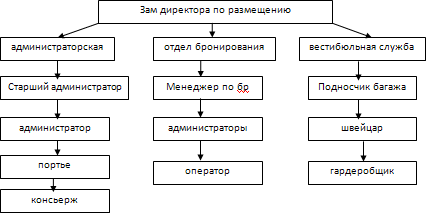 Зам директора по размещению
администраторская
отдел бронирования
вестибюльная служба
Старший администратор
Менеджер по бр
Подносчик багажа
администратор
администраторы
швейцар
портье
оператор
гардеробщик
консьерж